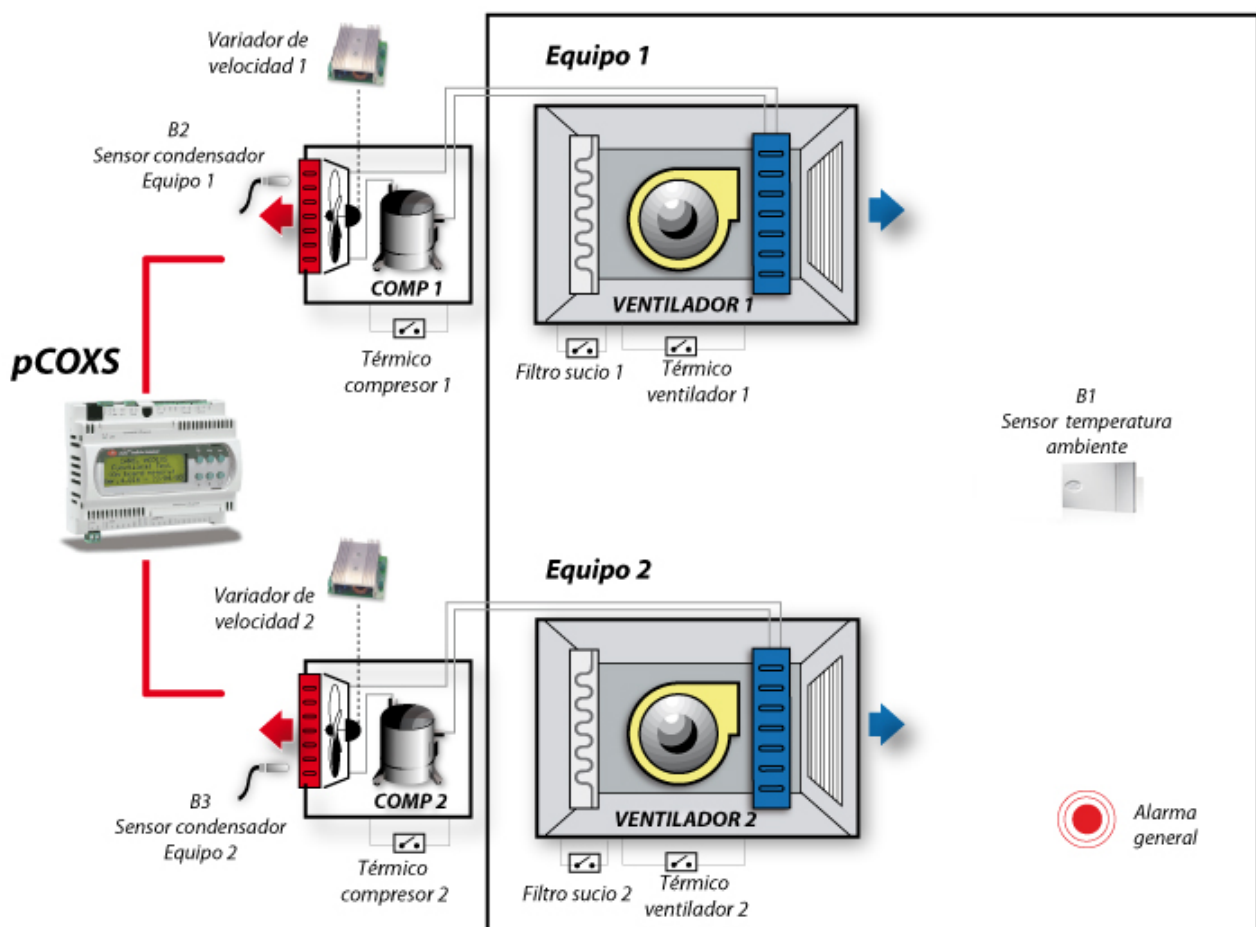 Variador de
velocidad 1
Equipo 1
B2
Sensor condensador
Equipo 1
COMP 1
VENTILADOR 1
Térmico
compresor 1
Filtro sucio 1
Térmico
ventilador 1
pCOXS
B1
Sensor temperatura
ambiente
Variador de
velocidad 2
Equipo 2
B3
Sensor condensador
Equipo 2
COMP 2
VENTILADOR 2
Térmico
compresor 2
Filtro sucio 2
Térmico
ventilador 2
Alarma
general